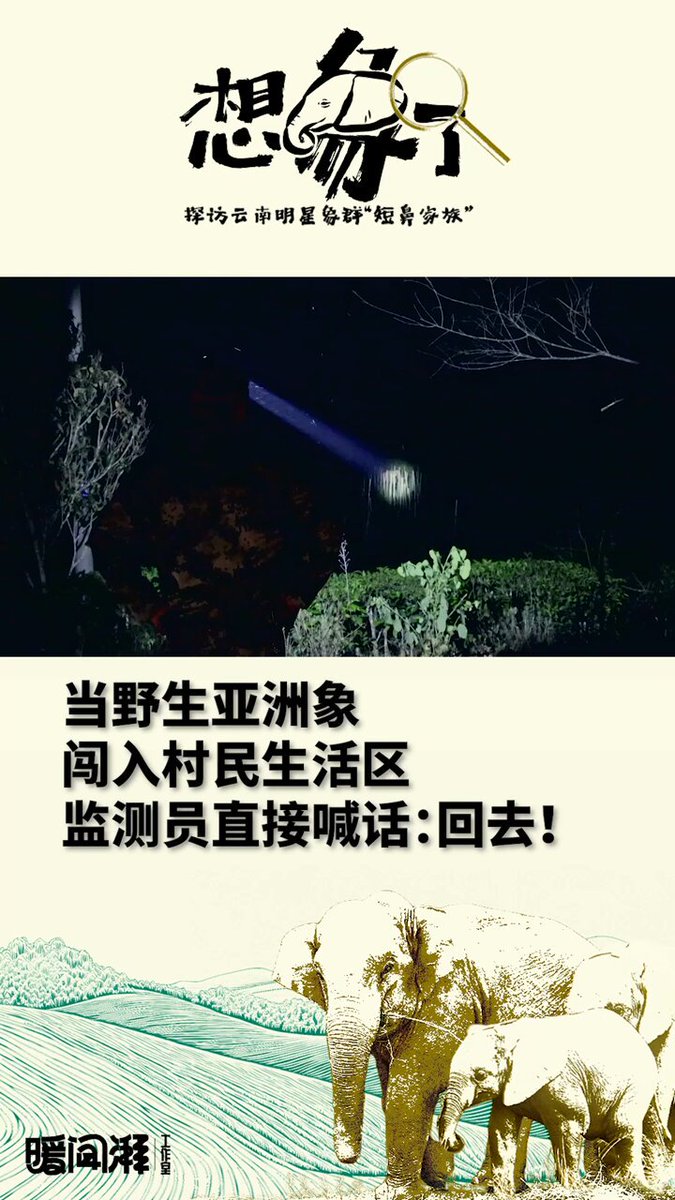 想象了
探访云南明星象群“短鼻家族”
当野生亚洲象
闯入村民生活区
监测员直接喊话：回去！
暖闻湃
工作室